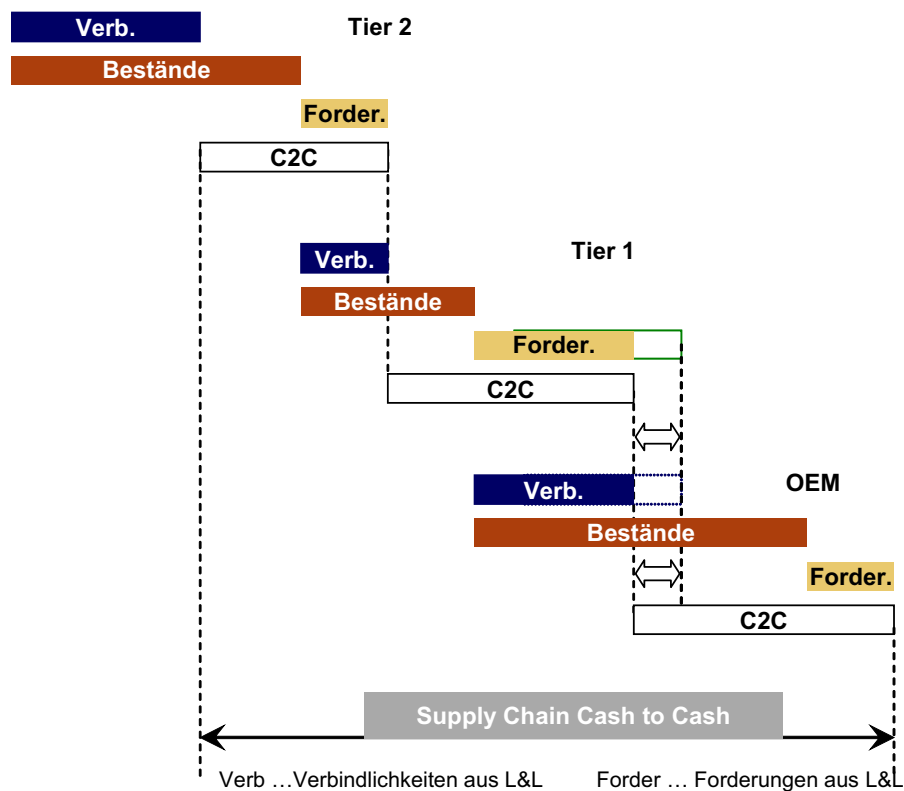 Verb. Tier 2
Bestände
Forder.
C2C
Tier 1
Verb.
Bestände
Forder.
C2C
Verb. OEM
Bestände
Forder.
C2C
Supply Chain Cash to Cash
Verb …Verbindlichkeiten aus L&L Forder … Forderungen aus L&L